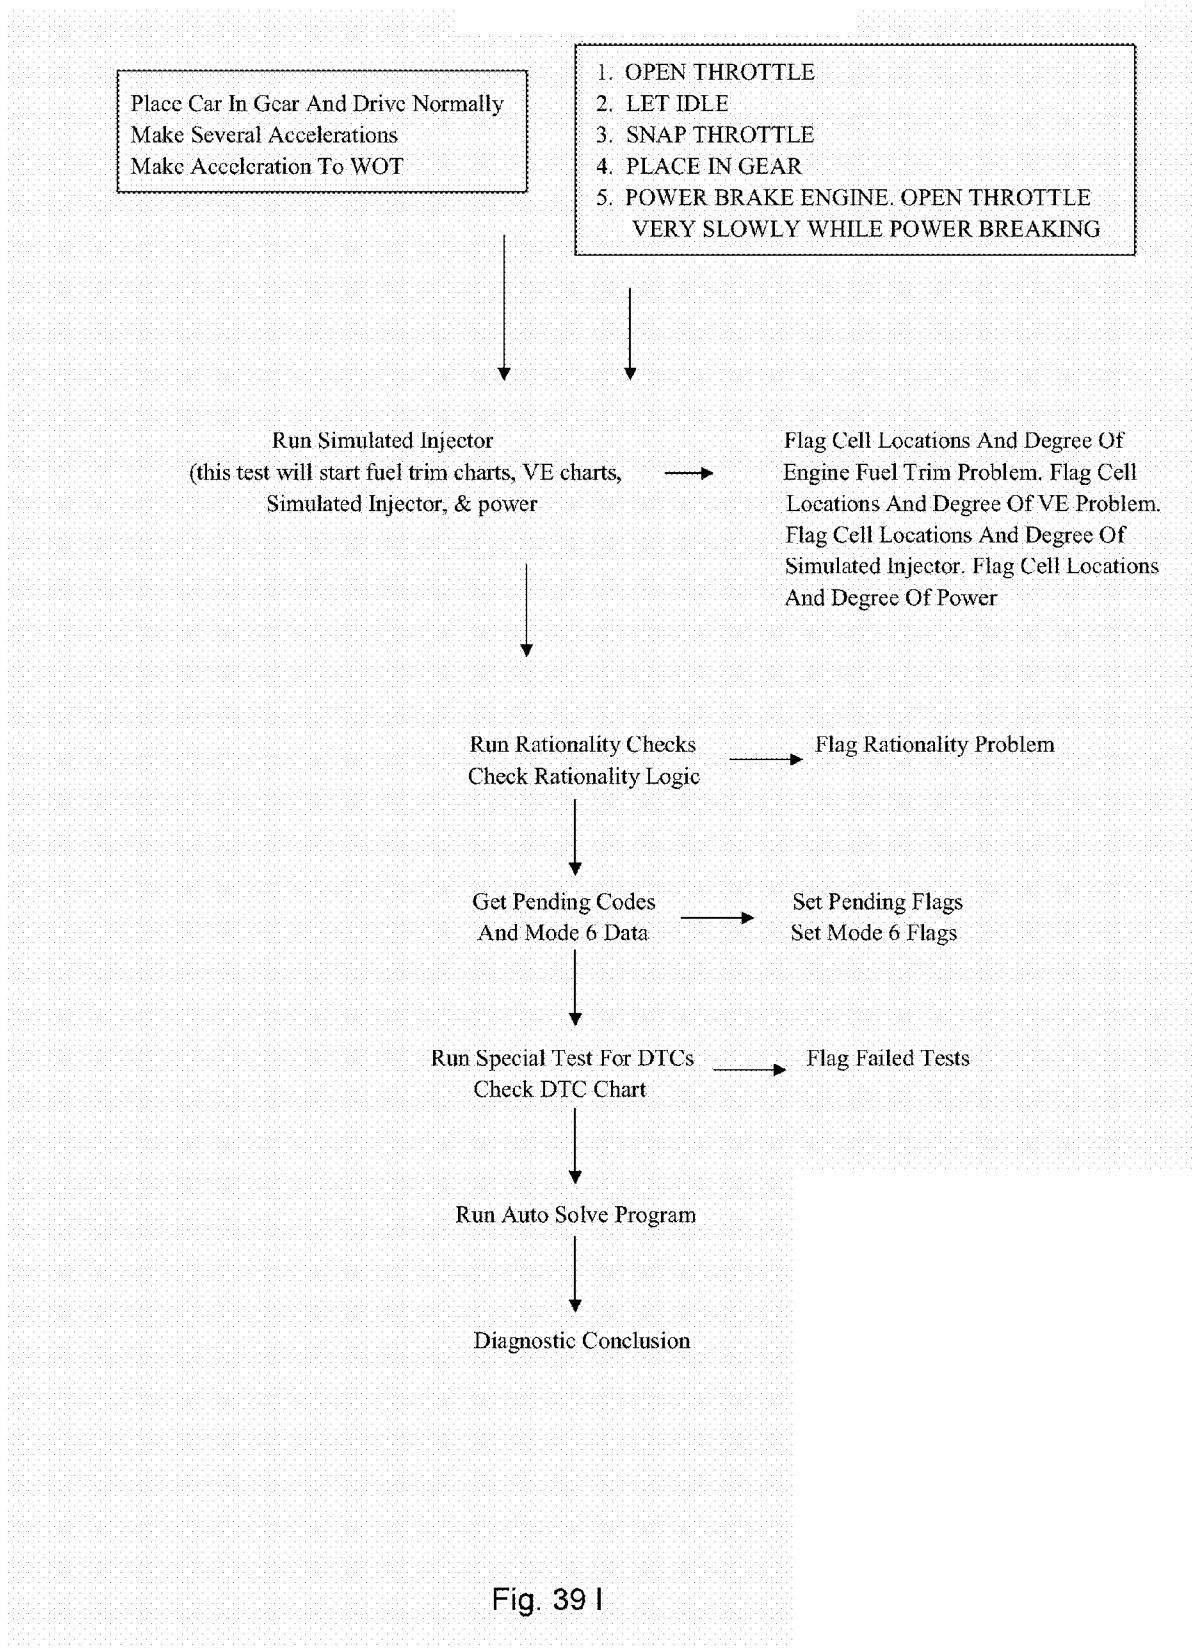 Place Car In Gear And Drive Normally
Make Several Accelerations
Make Acceleration To WOT
1. OPEN THROTTLE
2. LET IDLE
3. SNAP THROTTLE
4. PLACE IN GEAR
5. POWER BRAKE ENGINE. OPEN THROTTLE
VERY SLOWLY WHILE POWER BREAKING
Run Simulated Injector
(this test will start fuel trim charts, VE charts,
Simulated Injector, & power
Flag Cell Locations And Degree Of
Engine Fuel Trim Problem. Flag Cell
Locations And Degree Of VE Problem.
Flag Cell Locations And Degree Of
Simulated Injector. Flag Cell Locations
And Degree Of Power
Run Rationality Checks
Check Rationality Logic
Flag Rationality Problem
Get Pending Codes
And Mode 6 Data
Set Pending Flags
Set Mode 6 Flags
Run Special Test For DTCs
Check DTC Chart
Flag Failed Tests
Run Auto Solve Program
Diagnostic Conclusion
Fig. 39 I